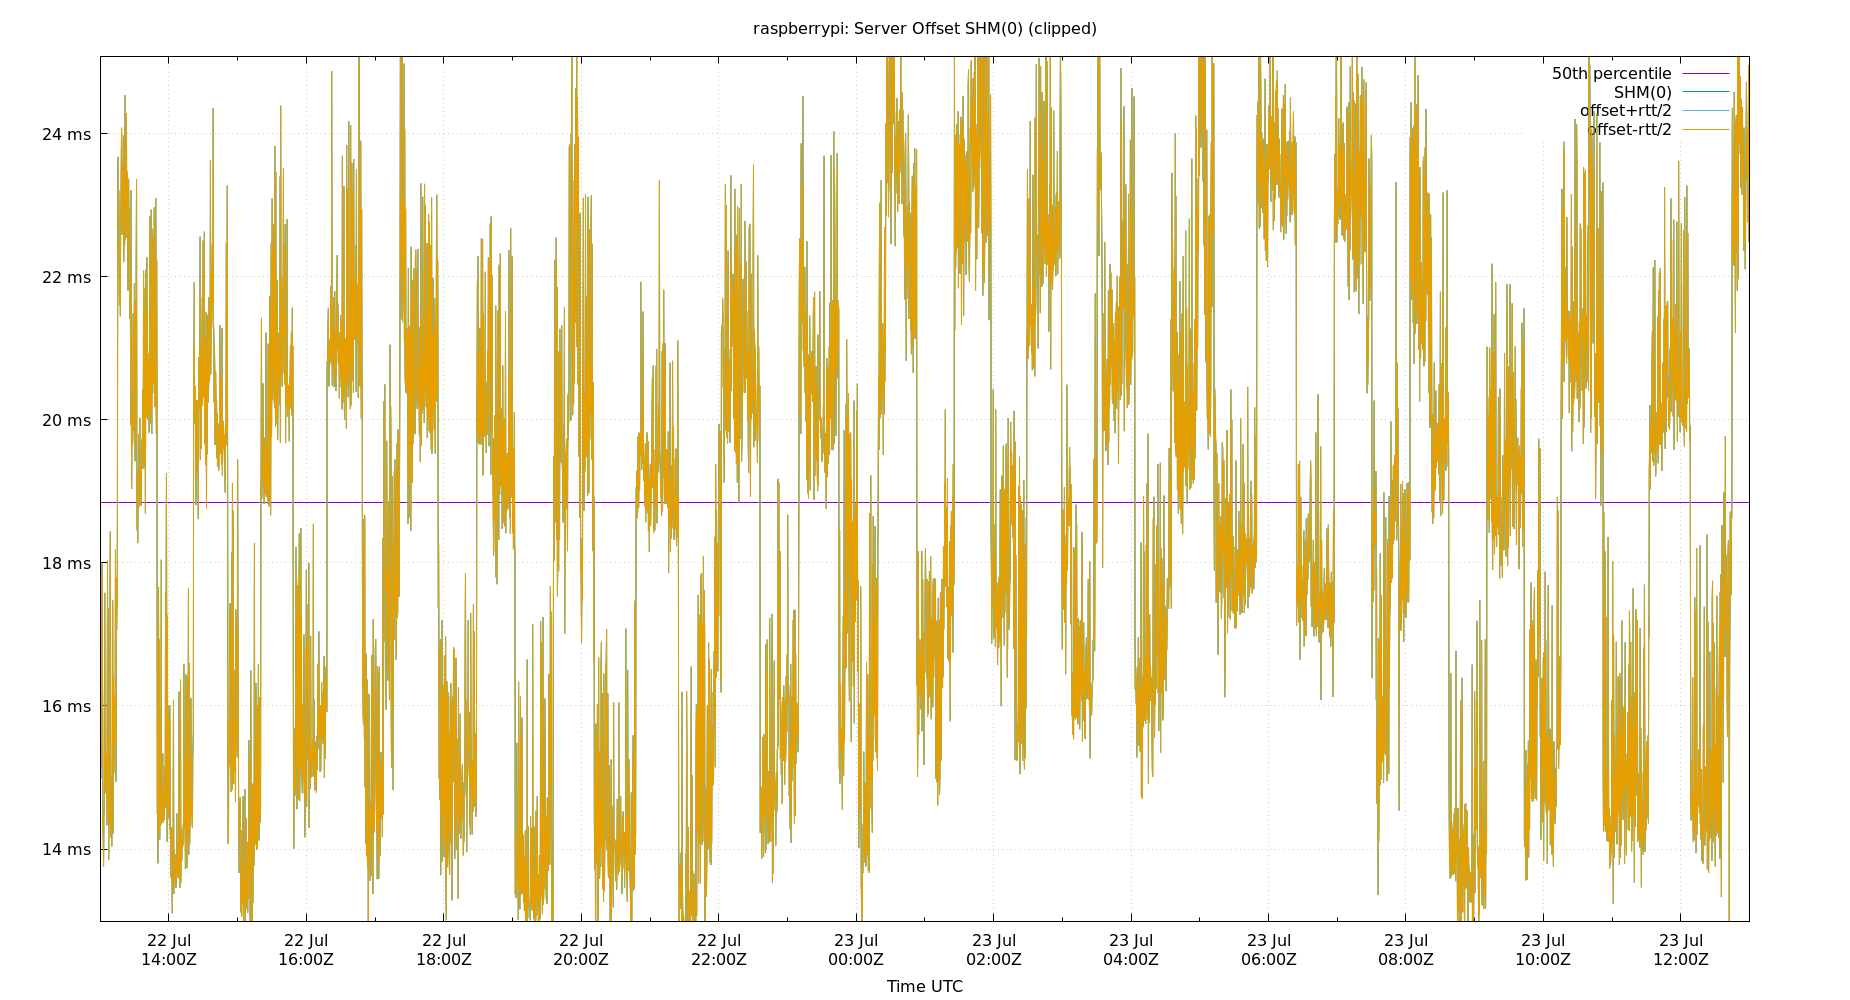 raspberrypi: Server Offset SHM(0) (clipped)
50th percentile
SHM(0)
offset+rtt/2
offset-rtt/2
24 ms
22 ms
20 ms
18 ms
16 ms
14 ms
22 Jul 22 Jul 22 Jul 22 Jul 22 Jul 23 Jul 23 Jul 23 Jul 23 Jul 23 Jul 23 Jul 23 Jul
14:00Z 16:00Z 18:00Z 20:00Z 22:00Z 00:00Z 02:00Z 04:00Z 06:00Z 08:00Z 10:00Z 12:00Z
Time UTC